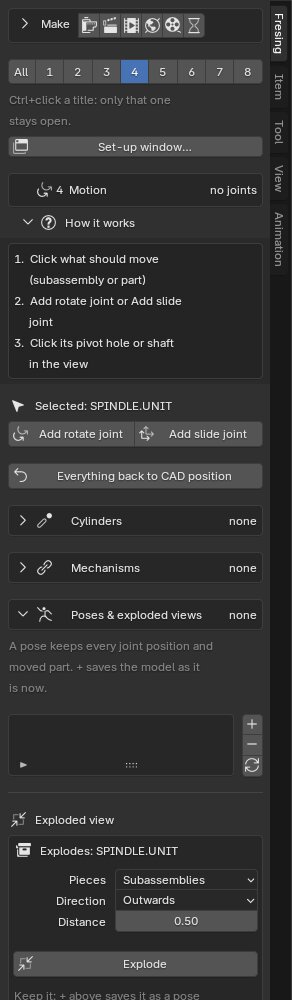 Make
All 1 2 3 4 5 6 7 8
Ctrl+click a title: only that one
stays open.
Set-up window...
4 Motion no joints
How it works
1. Click what should move
(subassembly or part)
2. Add rotate joint or Add slide
joint
3. Click its pivot hole or shaft
in the view
Selected: SPINDLE.UNIT
Add rotate joint Add slide joint
Everything back to CAD position
Cylinders none
Mechanisms none
Poses & exploded views none
A pose keeps every joint position and
moved part. + saves the model as it
is now.
Exploded view
Explodes: SPINDLE.UNIT
Pieces Subassemblies
Direction Outwards
Distance 0.50
Explode
Keep it: + above saves it as a pose
Fresing
Item
Tool
View
Animation